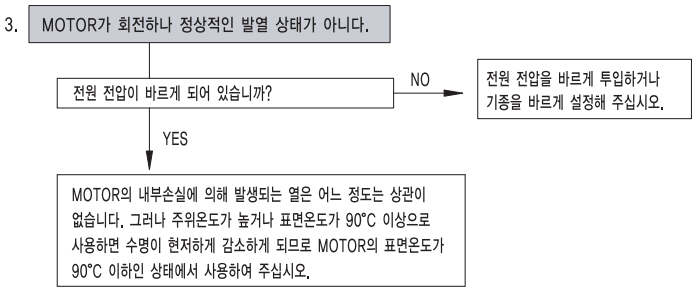 3. MOTOR가 회전하나 정상적인 발열 상태가 아니다.
전원 전압이 바르게 되어 있습니까?
NO
전원 전압을 바르게 투입하거나
기종을 바르게 설정해 주십시오.
YES
MOTOR의 내부손실에 의해 발생되는 열은 어느 정도는 상관이
없습니다. 그러나 주위온도가 높거나 표면온도가 90℃ 이상으로
사용하면 수명이 현저하게 감소하게 되므로 MOTOR의 표면온도가
90℃ 이하인 상태에서 사용하여 주십시오.